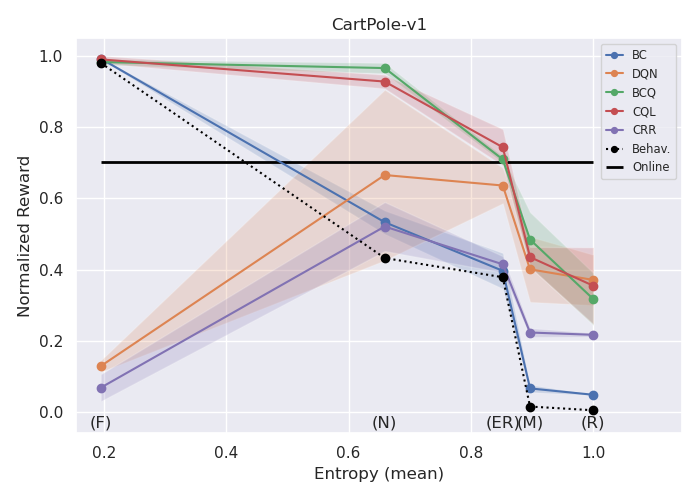 CartPole-v1
1.0
0.8
0.6
0.4
0.2
0.0
Normalized Reward
BC
DQN
BCQ
CQL
CRR
Behav.
Online
(F)
(N)
(ER)
(M)
(R)
0.2
0.4
0.6
0.8
1.0
Entropy (mean)